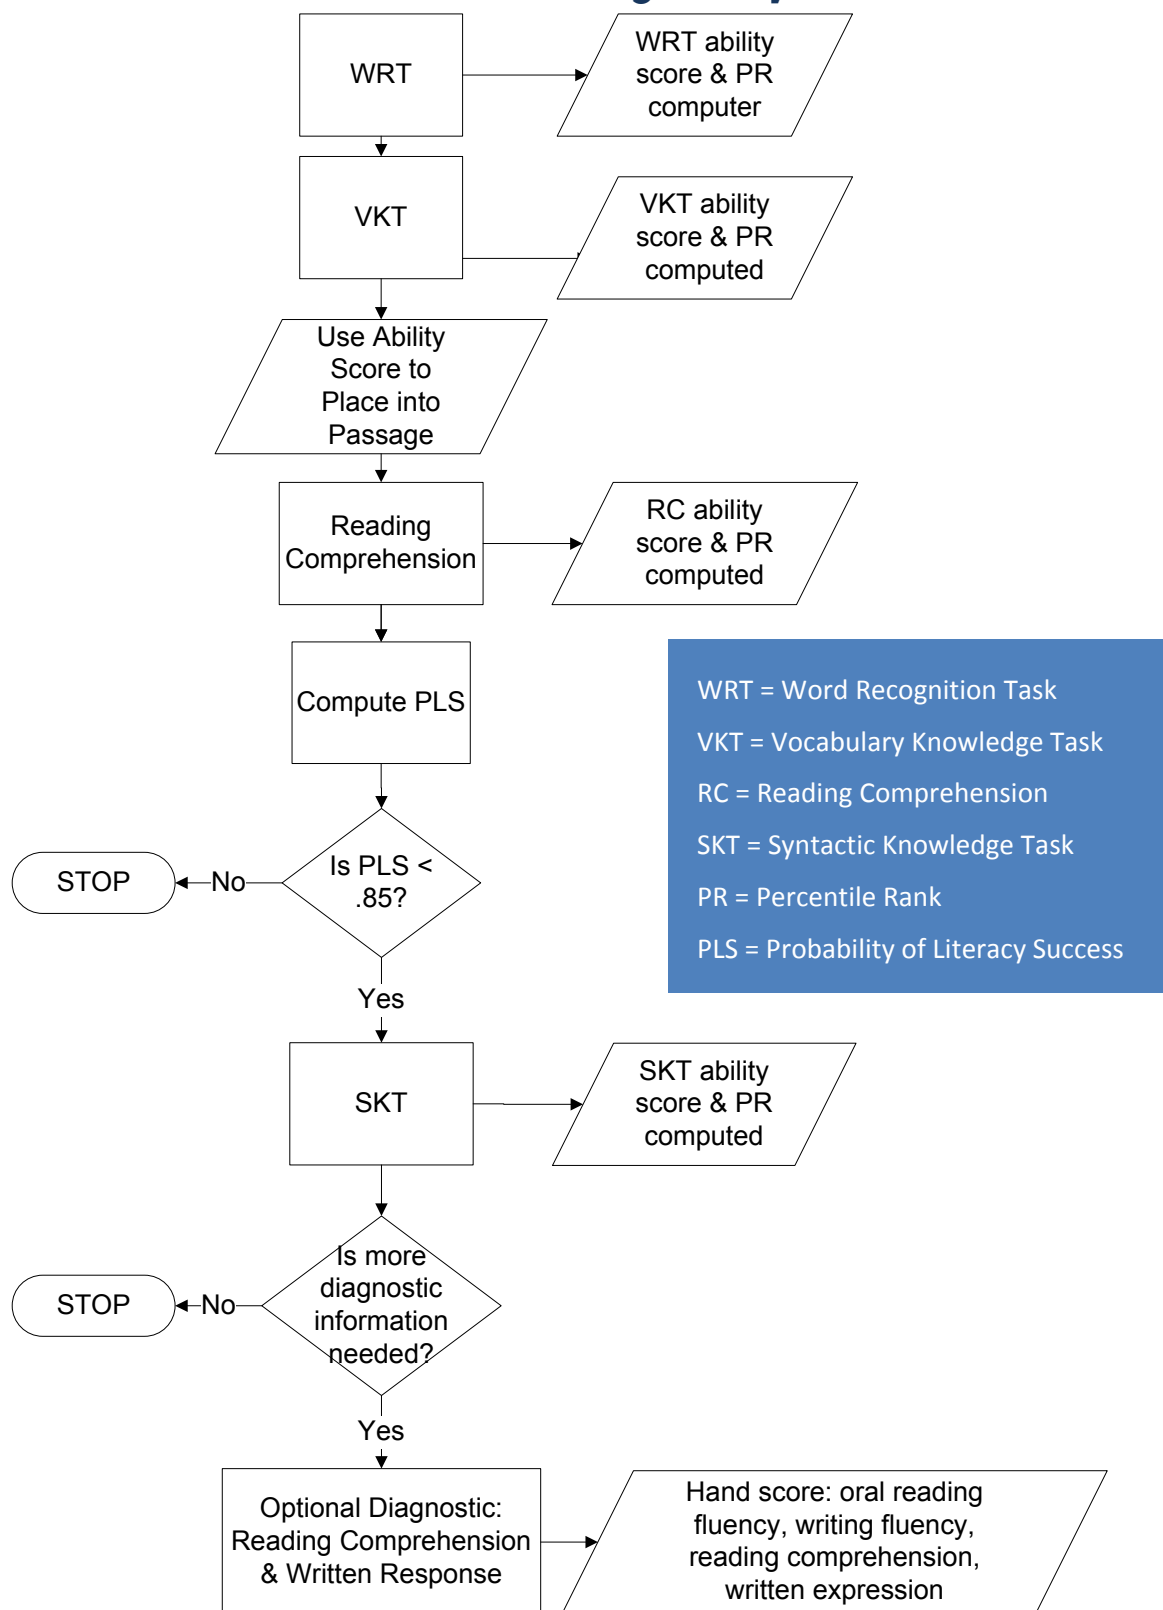 WRT
WRT ability
score & PR
computer
VKT
VKT ability
score & PR
computed
Use Ability
Score to
Place into
Passage
Reading
Comprehension
RC ability
score & PR
computed
Compute PLS
WRT = Word Recognition Task
VKT = Vocabulary Knowledge Task
RC = Reading Comprehension
SKT = Syntactic Knowledge Task
PR = Percentile Rank
PLS = Probability of Literacy Success
Is PLS <
.85?
No
STOP
Yes
SKT
SKT ability
score & PR
computed
Is more
diagnostic
information
needed?
No
STOP
Yes
Optional Diagnostic:
Reading Comprehension
& Written Response
Hand score: oral reading
fluency, writing fluency,
reading comprehension,
written expression